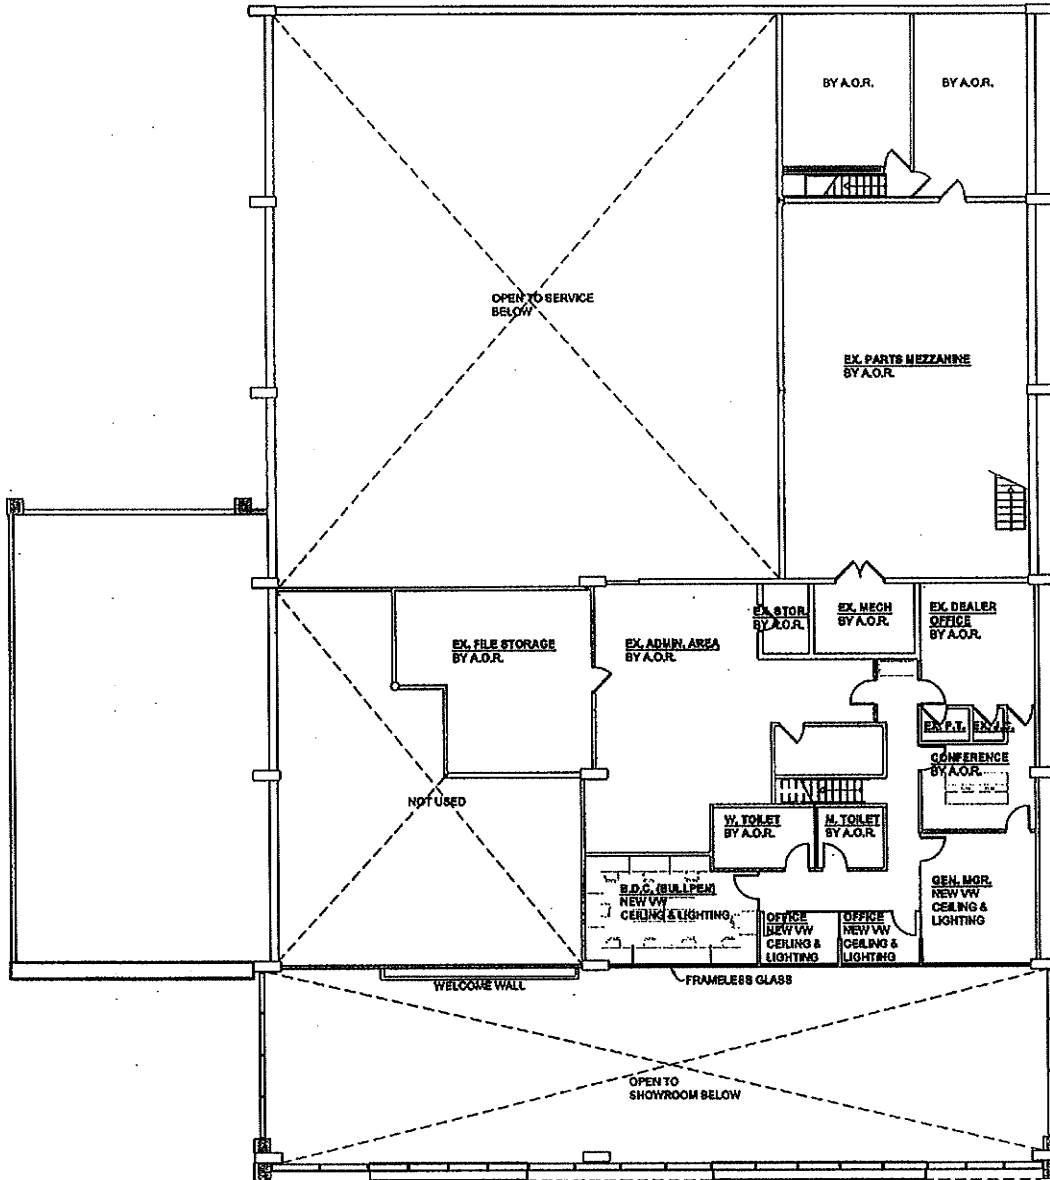 BY A.O.R.
BY A.O.R.
OPEN TO SERVICE
BELOW
EX. PARTS MEZZANINE
BY A.O.R.
EX. FILE STORAGE
BY A.O.R.
EX. ADMIN. AREA
BY A.O.R.
EX. STOR.
BY A.O.R.
EX. MECH
BY A.O.R.
EX. DEALER
OFFICE
BY A.O.R.
EX. P.T.
EX. J.C.
CONFERENCE
BY A.O.R.
NOT USED
W. TOILET
BY A.O.R.
M. TOILET
BY A.O.R.
B.D.C. (BULLPEN)
NEW VW
CEILING & LIGHTING
OFFICE
NEW VW
CEILING &
LIGHTING
OFFICE
NEW VW
CEILING &
LIGHTING
GEN. MGR.
NEW VW
CEILING &
LIGHTING
WELCOME WALL
FRAMELESS GLASS
OPEN TO
SHOWROOM BELOW